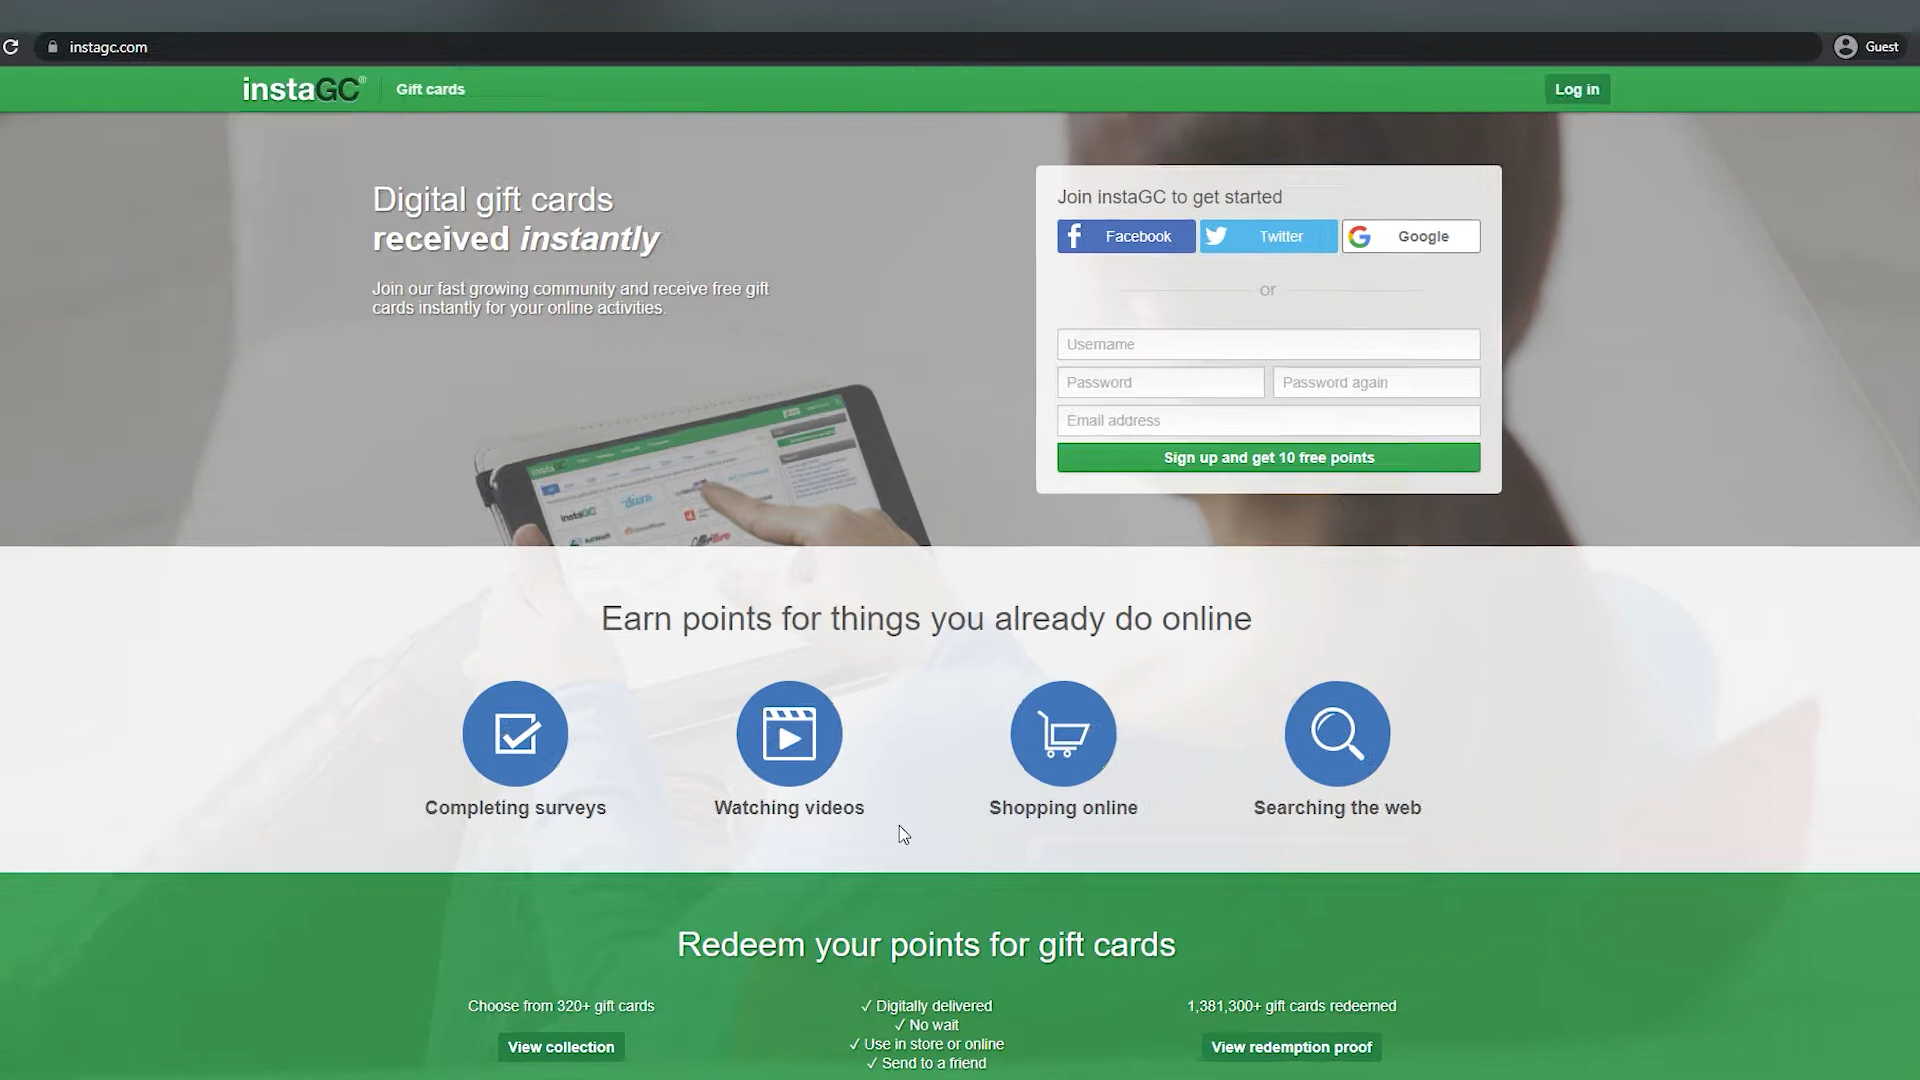 instagc.com
Guest
instaGC®
Gift cards
Log in
Digital gift cards
received instantly
Join our fast growing community and receive free gift
cards instantly for your online activities.
Join instaGC to get started
Facebook
Twitter
Google
or
Username
Password
Password again
Email address
Sign up and get 10 free points
instaGC
Earn points for things you already do online
Completing surveys
Watching videos
Shopping online
Searching the web
Redeem your points for gift cards
Choose from 320+ gift cards
View collection
✓ Digitally delivered
✓ No wait
✓ Use in store or online
✓ Send to a friend
1,381,300+ gift cards redeemed
View redemption proof